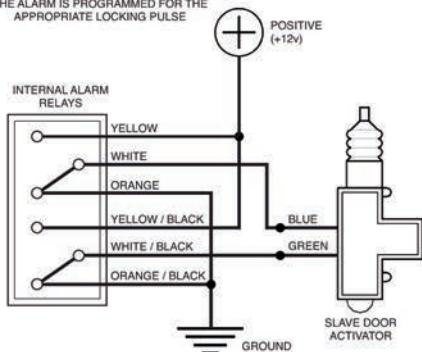 HE ALARM IS PROGRAMMED FOR THE
APPROPRIATE LOCKING PULSE
POSITIVE
(+12v)
INTERNAL ALARM
RELAYS
YELLOW
WHITE
ORANGE
YELLOW / BLACK
BLUE
WHITE / BLACK
GREEN
ORANGE / BLACK
SLAVE DOOR
ACTIVATOR
GROUND